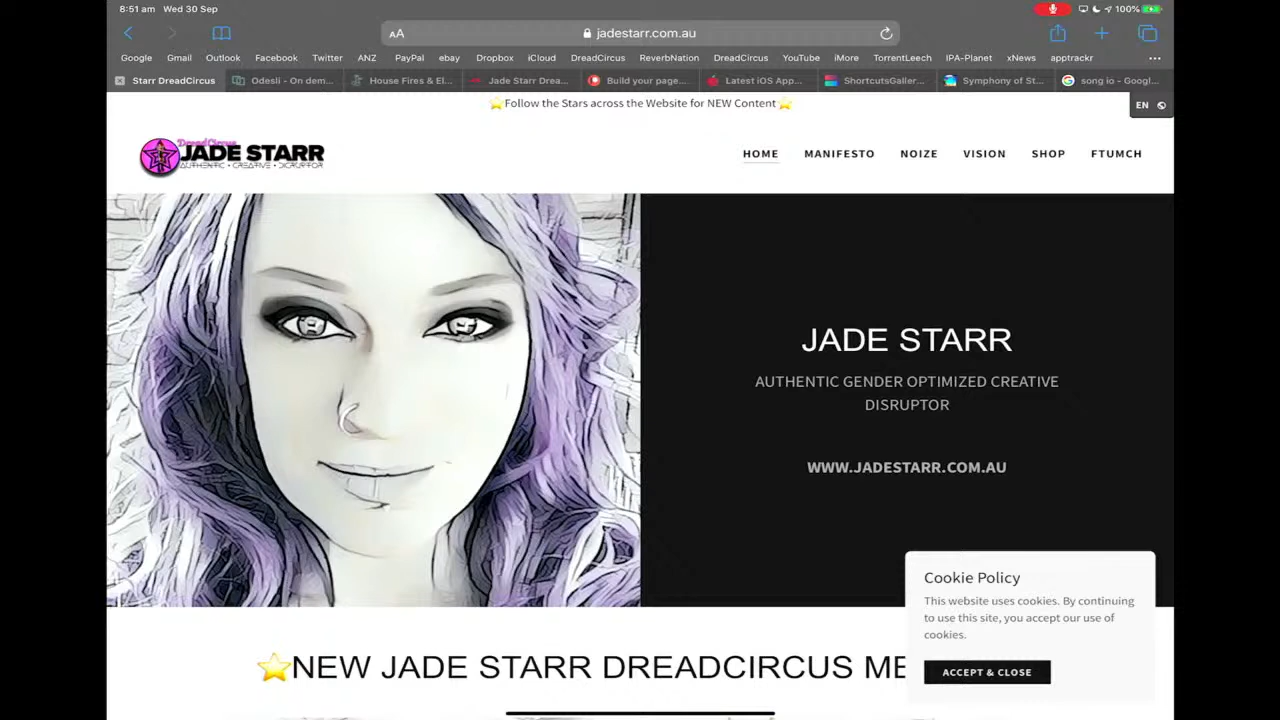 8:51 am Wed 30 Sep 100%
AA jadestarr.com.au
Google Gmail Outlook Facebook Twitter ANZ PayPal ebay Dropbox iCloud DreadCircus ReverbNation DreadCircus YouTube iMore TorrentLeech IPA-Planet xNews apptrackr ...
Starr DreadCircus Odesli - On dem... House Fires & El... Jade Starr Drea... Build your page... Latest iOS App... ShortcutsGaller... Symphony of St... song io - Googl...
⭐Follow the Stars across the Website for NEW Content⭐
EN
DreadCircus
JADE STARR
AUTHENTIC • CREATIVE • DISRUPTOR
HOME MANIFESTO NOIZE VISION SHOP FTUMCH
JADE STARR
AUTHENTIC GENDER OPTIMIZED CREATIVE
DISRUPTOR
WWW.JADESTARR.COM.AU
Cookie Policy
This website uses cookies. By continuing
to use this site, you accept our use of
cookies.
ACCEPT & CLOSE
⭐NEW JADE STARR DREADCIRCUS ME